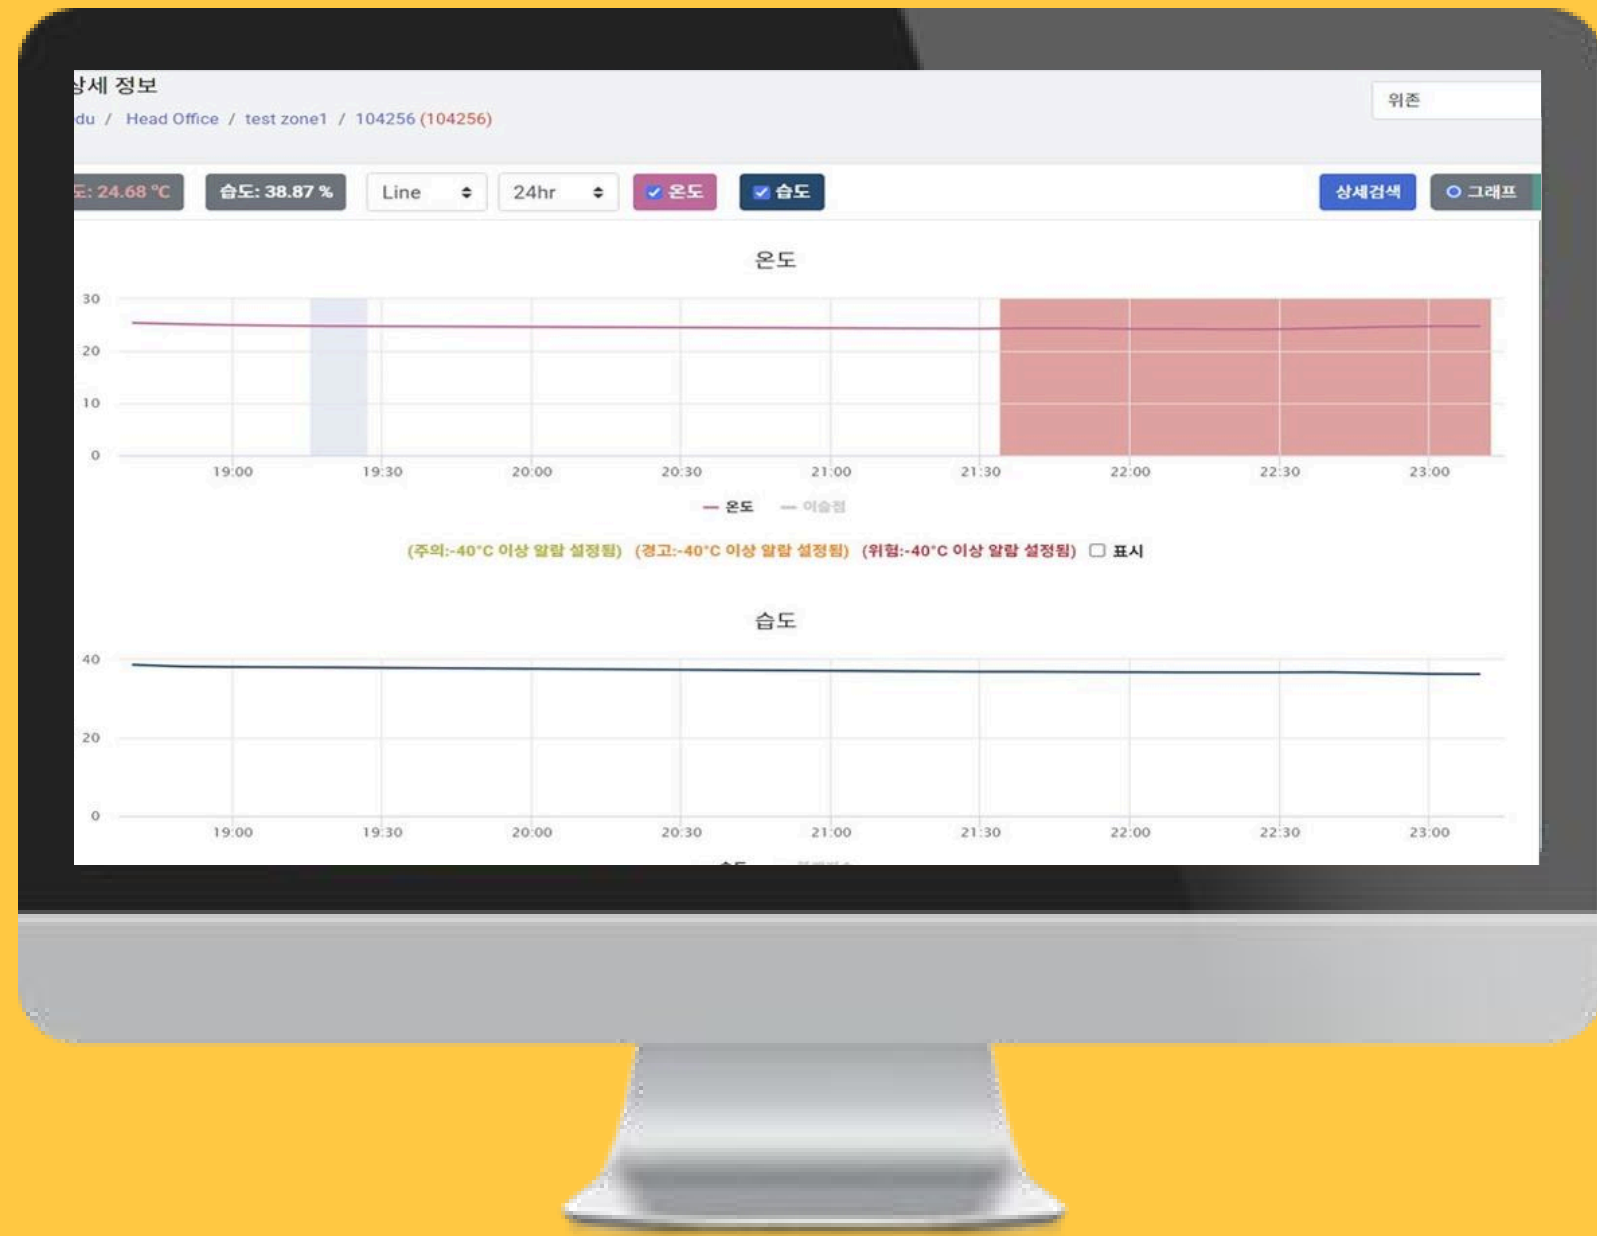 상세 정보
위존
du / Head Office / test zone1 / 104256 (104256)
도: 24.68 °C 습도: 38.87 % Line 24hr 온도 습도 상세검색 그래프
온도
30
20
10
0
19:00 19:30 20:00 20:30 21:00 21:30 22:00 22:30 23:00
온도 이슬점
(주의:-40°C 이상 알람 설정됨) (경고:-40°C 이상 알람 설정됨) (위험:-40°C 이상 알람 설정됨) 표시
습도
40
20
0
19:00 19:30 20:00 20:30 21:00 21:30 22:00 22:30 23:00